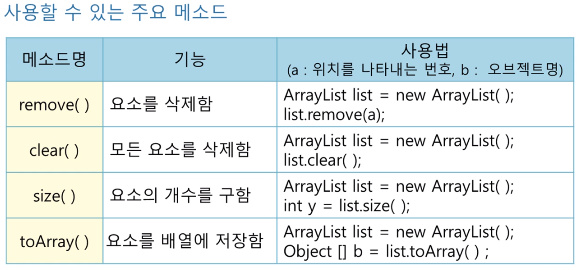 사용할 수 있는 주요 메소드
메소드명 기능 사용법
(a : 위치를 나타내는 번호, b : 오브젝트명)
remove( ) 요소를 삭제함 ArrayList list = new ArrayList( );
list.remove(a);
clear( ) 모든 요소를 삭제함 ArrayList list = new ArrayList( );
list.clear( );
size( ) 요소의 개수를 구함 ArrayList list = new ArrayList( );
int y = list.size( );
toArray( ) 요소를 배열에 저장함 ArrayList list = new ArrayList( );
Object [] b = list.toArray( ) ;